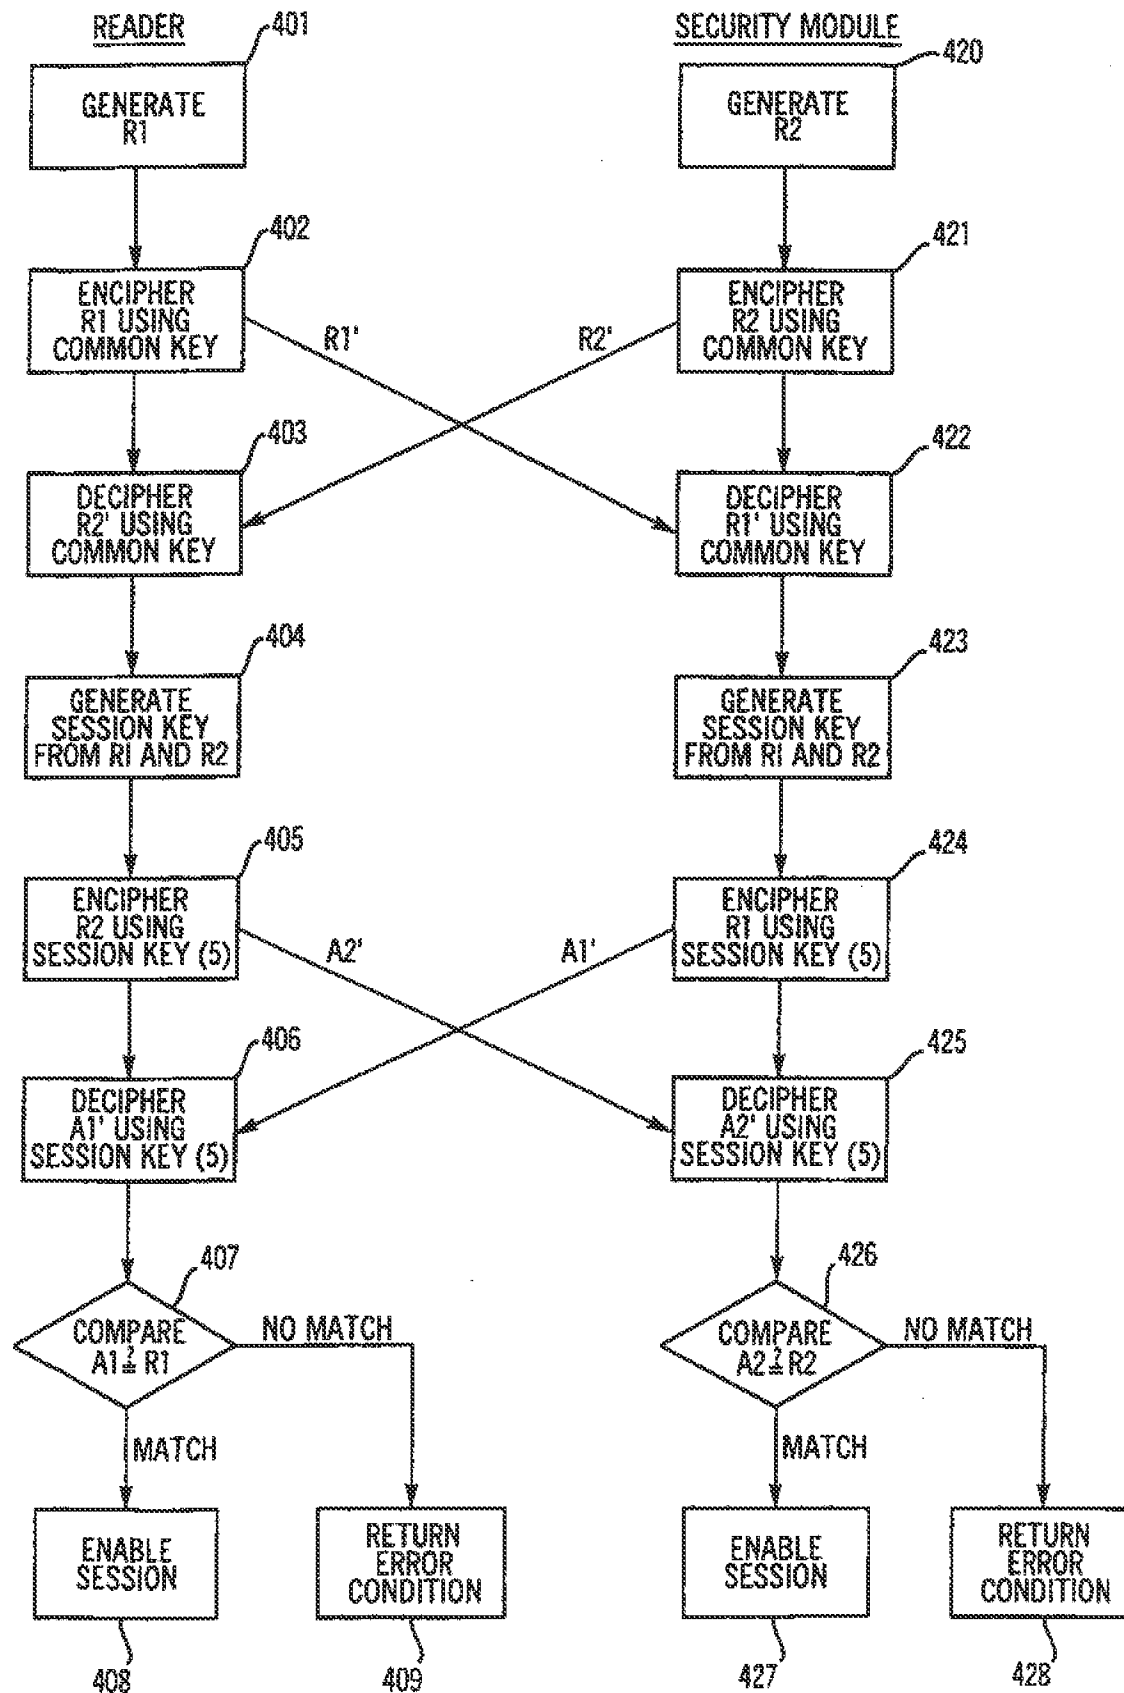 READER
401
GENERATE
R1
402
ENCIPHER
R1 USING
COMMON KEY
R1'
403
DECIPHER
R2' USING
COMMON KEY
404
GENERATE
SESSION KEY
FROM R1 AND R2
405
ENCIPHER
R2 USING
SESSION KEY (5)
A2'
406
DECIPHER
A1' USING
SESSION KEY (5)
407
COMPARE
A1 ≟ R1
NO MATCH
MATCH
ENABLE
SESSION
408
RETURN
ERROR
CONDITION
409
SECURITY MODULE
420
GENERATE
R2
421
ENCIPHER
R2 USING
COMMON KEY
R2'
422
DECIPHER
R1' USING
COMMON KEY
423
GENERATE
SESSION KEY
FROM R1 AND R2
424
ENCIPHER
R1 USING
SESSION KEY (5)
A1'
425
DECIPHER
A2' USING
SESSION KEY (5)
426
COMPARE
A2 ≟ R2
NO MATCH
MATCH
ENABLE
SESSION
427
RETURN
ERROR
CONDITION
428